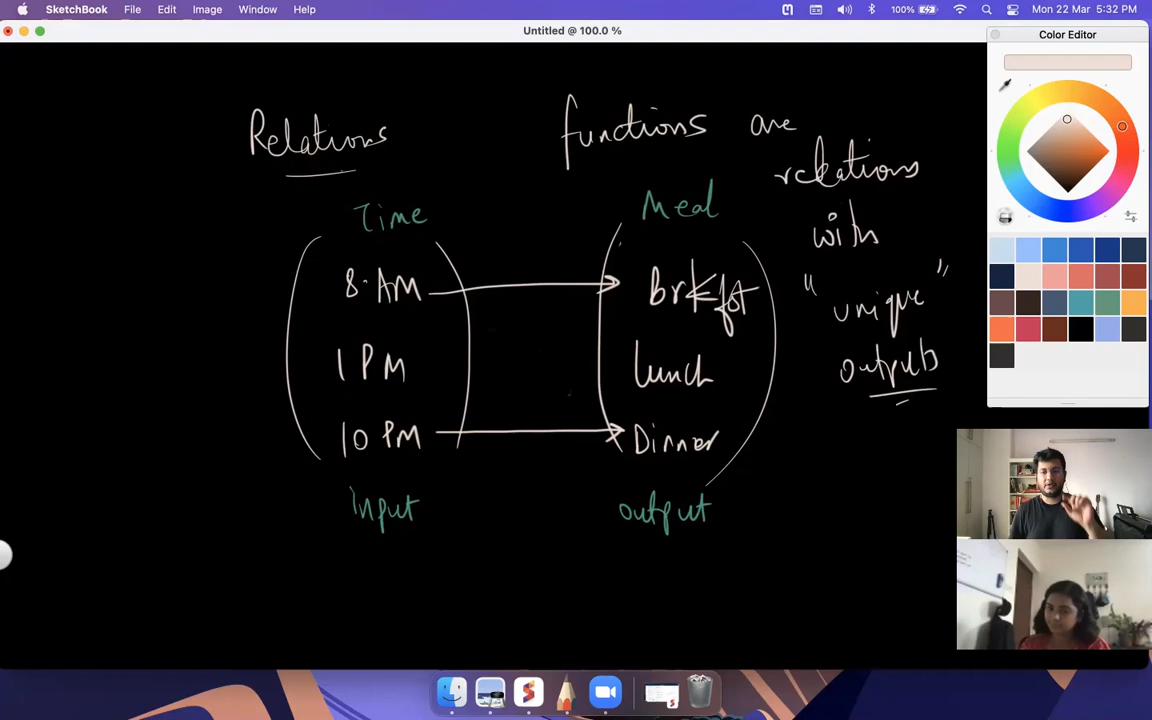 SketchBook File Edit Image Window Help 100% Mon 22 Mar 5:32 PM
Untitled @ 100.0 %
Color Editor
Relations
functions are
relations
with
"unique"
outputs
Time
Meal
8 AM
Brkfst
1 PM
Lunch
10 PM
Dinner
input
output